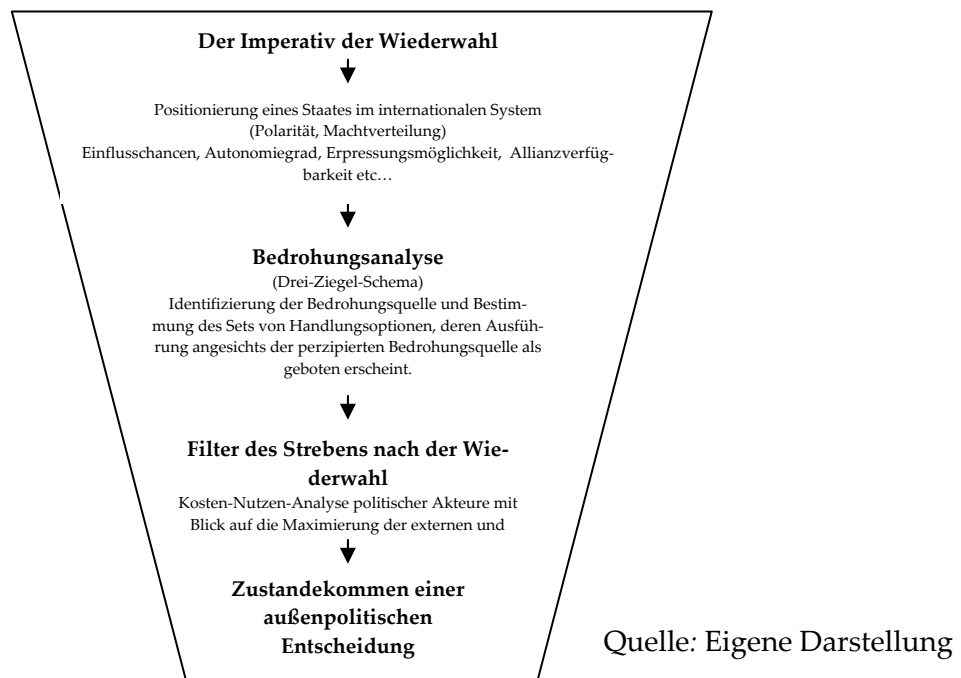 Der Imperativ der Wiederwahl
Positionierung eines Staates im internationalen System
(Polarität, Machtverteilung)
Einflusschancen, Autonomiegrad, Erpressungsmöglichkeit, Allianzverfüg-
barkeit etc…
Bedrohungsanalyse
(Drei-Ziegel-Schema)
Identifizierung der Bedrohungsquelle und Bestim-
mung des Sets von Handlungsoptionen, deren Ausfüh-
rung angesichts der perzipierten Bedrohungsquelle als
geboten erscheint.
Filter des Strebens nach der Wie-
derwahl
Kosten-Nutzen-Analyse politischer Akteure mit
Blick auf die Maximierung der externen und
Zustandekommen einer
außenpolitischen
Entscheidung
Quelle: Eigene Darstellung